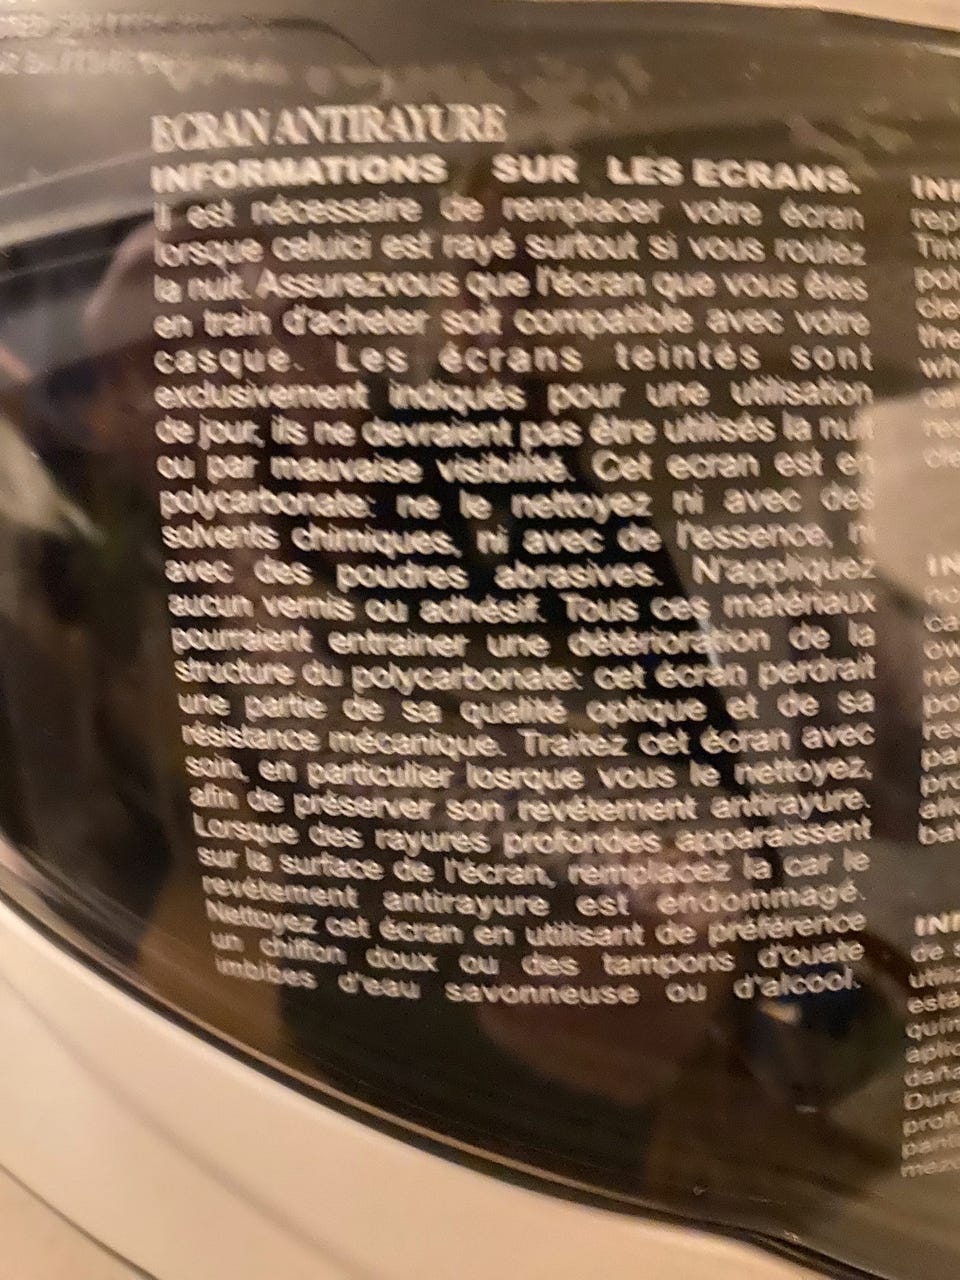 ECRAN ANTIRAYURE
INFORMATIONS SUR LES ECRANS.
Il est nécessaire de remplacer votre écran
lorsque celuici est rayé surtout si vous roulez
la nuit. Assurezvous que l'écran que vous êtes
en train d'acheter soit compatible avec votre
casque. Les écrans teintés sont
exclusivement indiqués pour une utilisation
de jour, ils ne devraient pas être utilisés la nuit
ou par mauvaise visibilité. Cet ecran est en
polycarbonate: ne le nettoyez ni avec des
solvents chimiques, ni avec de l'essence, ni
avec des poudres abrasives. N'appliquez
aucun vernis ou adhésif. Tous ces matériaux
pourraient entrainer une détérioration de la
structure du polycarbonate: cet écran perdrait
une partie de sa qualité optique et de sa
résistance mécanique. Traitez cet écran avec
soin, en particulier losrque vous le nettoyez,
afin de préserver son revêtement antirayure.
Lorsque des rayures profondes apparaissent
sur la surface de l'écran, remplacez la car le
revétement antirayure est endommagé.
Nettoyez cet écran en utilisant de préférence
un chiffon doux ou des tampons d'ouate
imbibes d'eau savonneuse ou d'alcool.